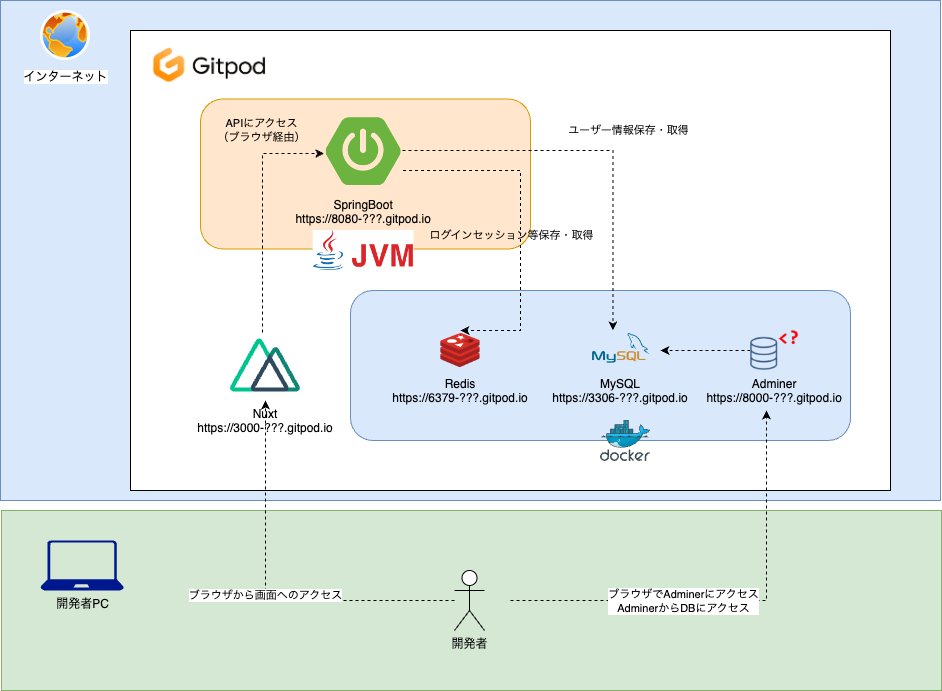 インターネット
Gitpod
APIにアクセス
（ブラウザ経由）
ユーザー情報保存・取得
SpringBoot
https://8080-???.gitpod.io
ログインセッション等保存・取得
JVM
<?
MySQL
Redis
https://6379-???.gitpod.io
MySQL
https://3306-???.gitpod.io
Adminer
https://8000-???.gitpod.io
Nuxt
https://3000-???.gitpod.io
docker
開発者PC
ブラウザから画面へのアクセス
開発者
ブラウザでAdminerにアクセス
AdminerからDBにアクセス